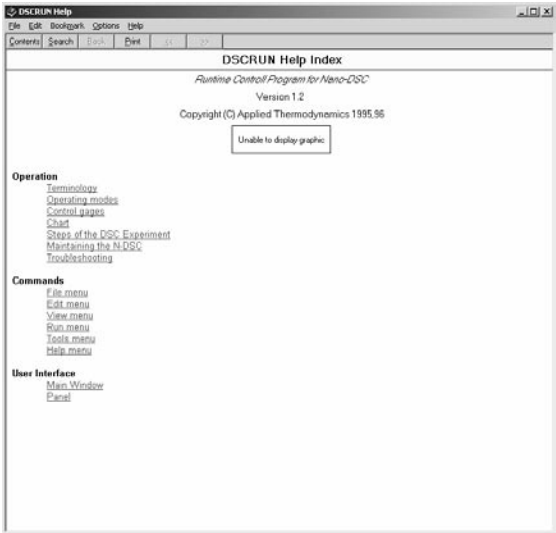 DSCRUN Help
File Edit Bookmark Options Help
Contents Search Back Print << >>
DSCRUN Help Index
Runtime Controll Program for Nano-DSC
Version 1.2
Copyright (C) Applied Thermodynamics 1995,96
Unable to display graphic
Operation
Terminology
Operating modes
Control gages
Chart
Steps of the DSC Experiment
Maintaining the N-DSC
Troubleshooting
Commands
File menu
Edit menu
View menu
Run menu
Tools menu
Help menu
User Interface
Main Window
Panel